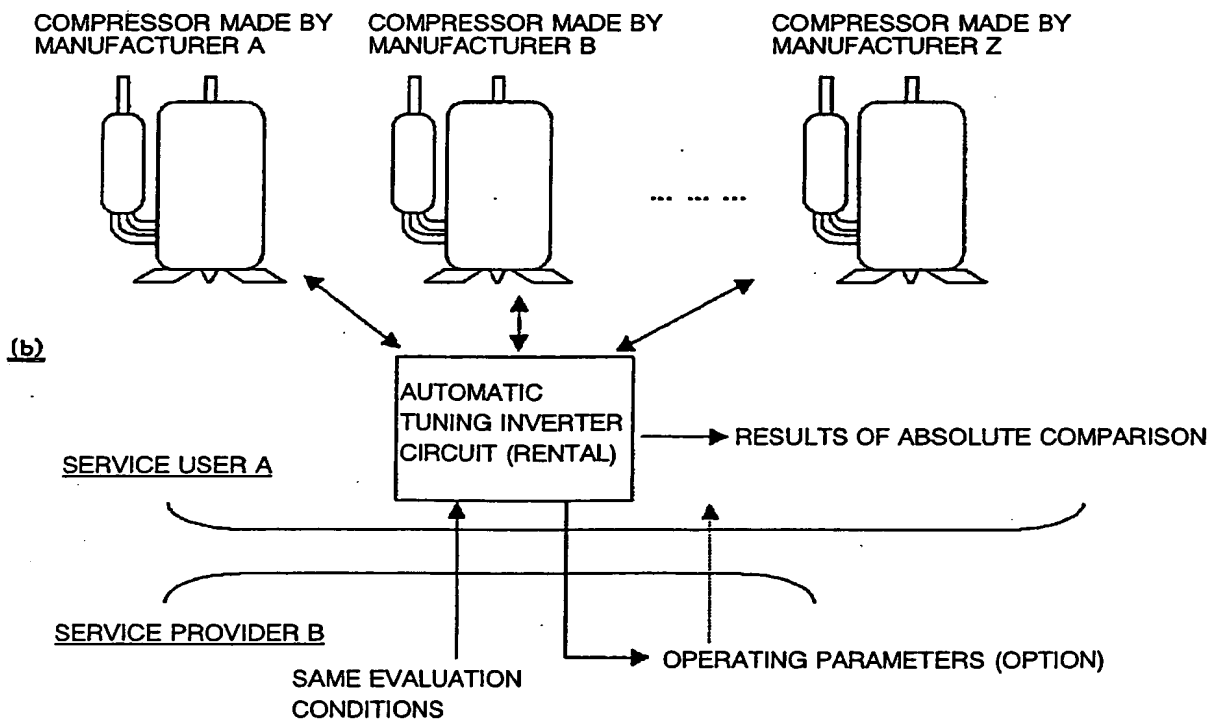 COMPRESSOR MADE BY
MANUFACTURER A
COMPRESSOR MADE BY
MANUFACTURER B
COMPRESSOR MADE BY
MANUFACTURER Z
... ... ...
(b)
AUTOMATIC
TUNING INVERTER
CIRCUIT (RENTAL)
RESULTS OF ABSOLUTE COMPARISON
SERVICE USER A
SERVICE PROVIDER B
OPERATING PARAMETERS (OPTION)
SAME EVALUATION
CONDITIONS